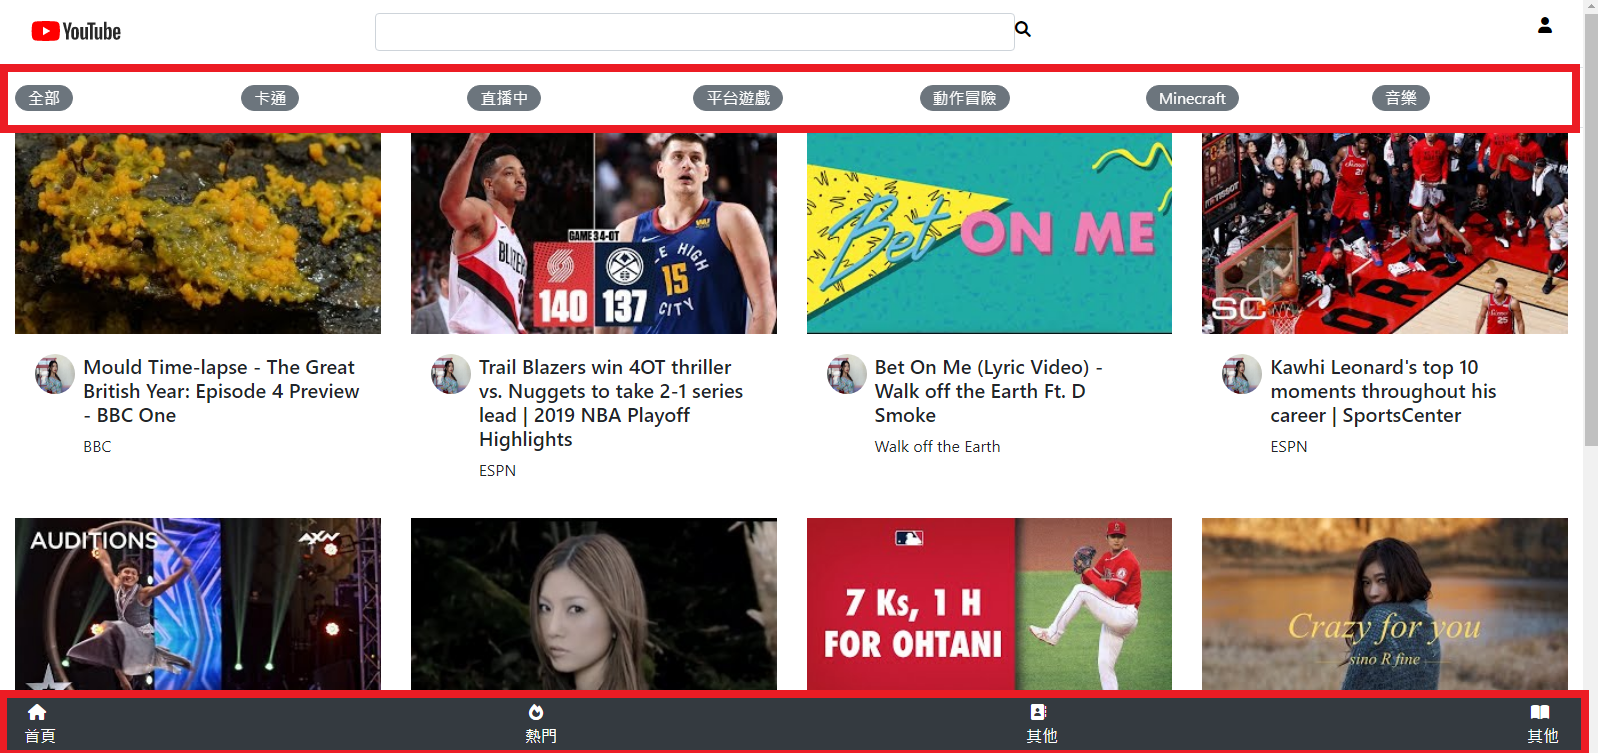 YouTube
全部 卡通 直播中 平台遊戲 動作冒險 Minecraft 音樂
GAME 34-OT
BLAZERS
140 137
MILE HIGH
15
CITY
Bet ON ME
SC
25
Mould Time-lapse - The Great
British Year: Episode 4 Preview
- BBC One
BBC
Trail Blazers win 4OT thriller
vs. Nuggets to take 2-1 series
lead | 2019 NBA Playoff
Highlights
ESPN
Bet On Me (Lyric Video) -
Walk off the Earth Ft. D
Smoke
Walk off the Earth
Kawhi Leonard's top 10
moments throughout his
career | SportsCenter
ESPN
AUDITIONS
AXN
7 Ks, 1 H
FOR OHTANI
Crazy for you
sino R fine
首頁 熱門 其他 其他